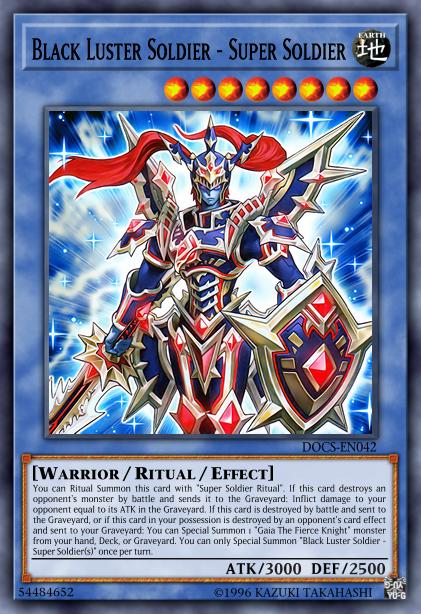 BLACK LUSTER SOLDIER - SUPER SOLDIER
EARTH
地
DOCS-EN042
[WARRIOR / RITUAL / EFFECT]
You can Ritual Summon this card with "Super Soldier Ritual". If this card destroys an
opponent's monster by battle and sends it to the Graveyard: Inflict damage to your
opponent equal to its ATK in the Graveyard. If this card is destroyed by battle and sent to
the Graveyard, or if this card in your possession is destroyed by an opponent's card effect
and sent to your Graveyard: You can Special Summon 1 "Gaia The Fierce Knight" monster
from your hand, Deck, or Graveyard. You can only Special Summon "Black Luster Soldier -
Super Soldier(s)" once per turn.
ATK/3000 DEF/2500
54484652
©1996 KAZUKI TAKAHASHI